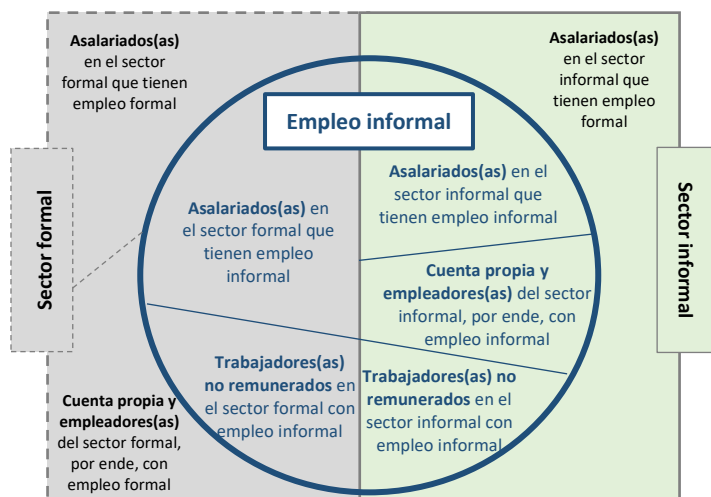 Asalariados(as)
en el sector
formal que tienen
empleo formal
Asalariados(as)
en el sector
informal que
tienen empleo
formal
Empleo informal
Asalariados(as) en
el sector formal que
tienen empleo
informal
Asalariados(as) en el
sector informal que
tienen empleo informal
Sector formal
Sector informal
Cuenta propia y
empleadores(as) del sector
informal, por ende, con
empleo informal
Trabajadores(as)
no remunerados en
el sector formal con
empleo informal
Trabajadores(as) no
remunerados en el
sector informal con
empleo informal
Cuenta propia y
empleadores(as)
del sector formal,
por ende, con
empleo formal